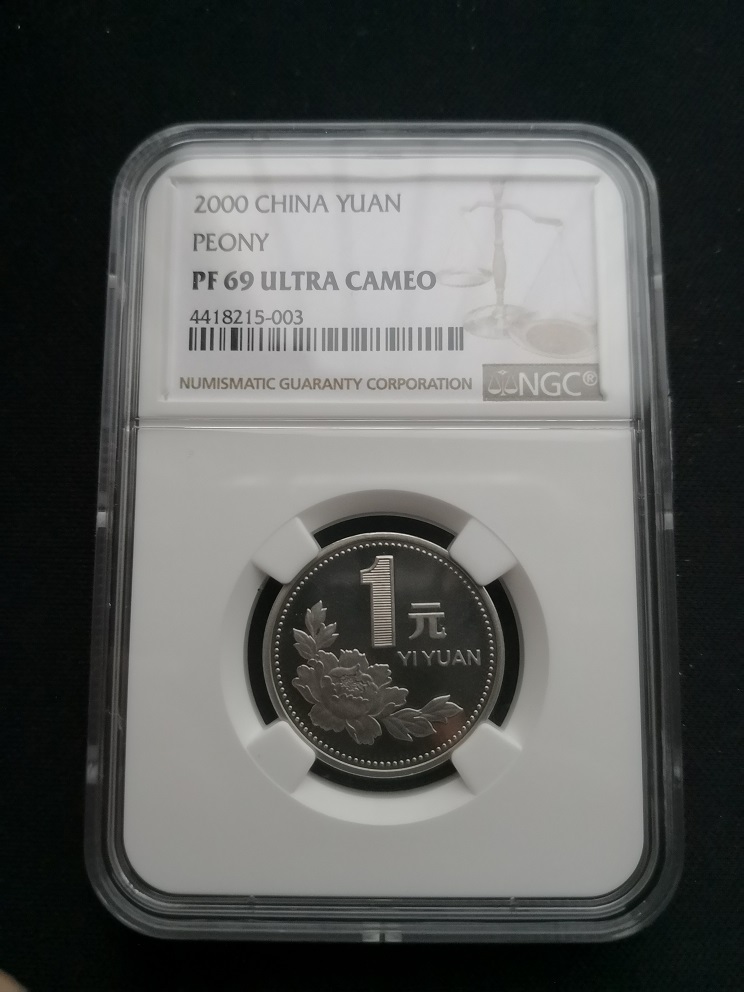 2000 CHINA YUAN
PEONY
PF 69 ULTRA CAMEO
4418215-003
NUMISMATIC GUARANTY CORPORATION NGC®
1元
YI YUAN